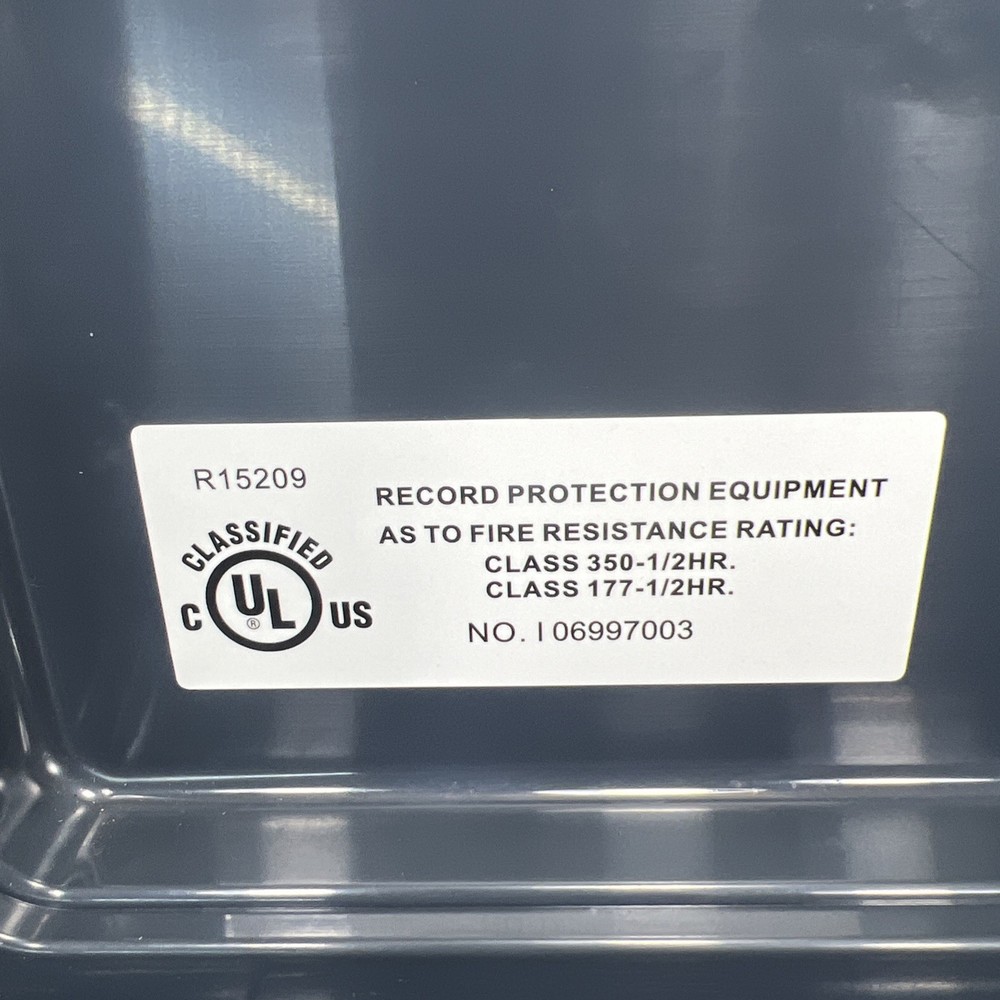 R15209
CLASSIFIED
C UL® US
RECORD PROTECTION EQUIPMENT
AS TO FIRE RESISTANCE RATING:
CLASS 350-1/2HR.
CLASS 177-1/2HR.
NO. I 06997003